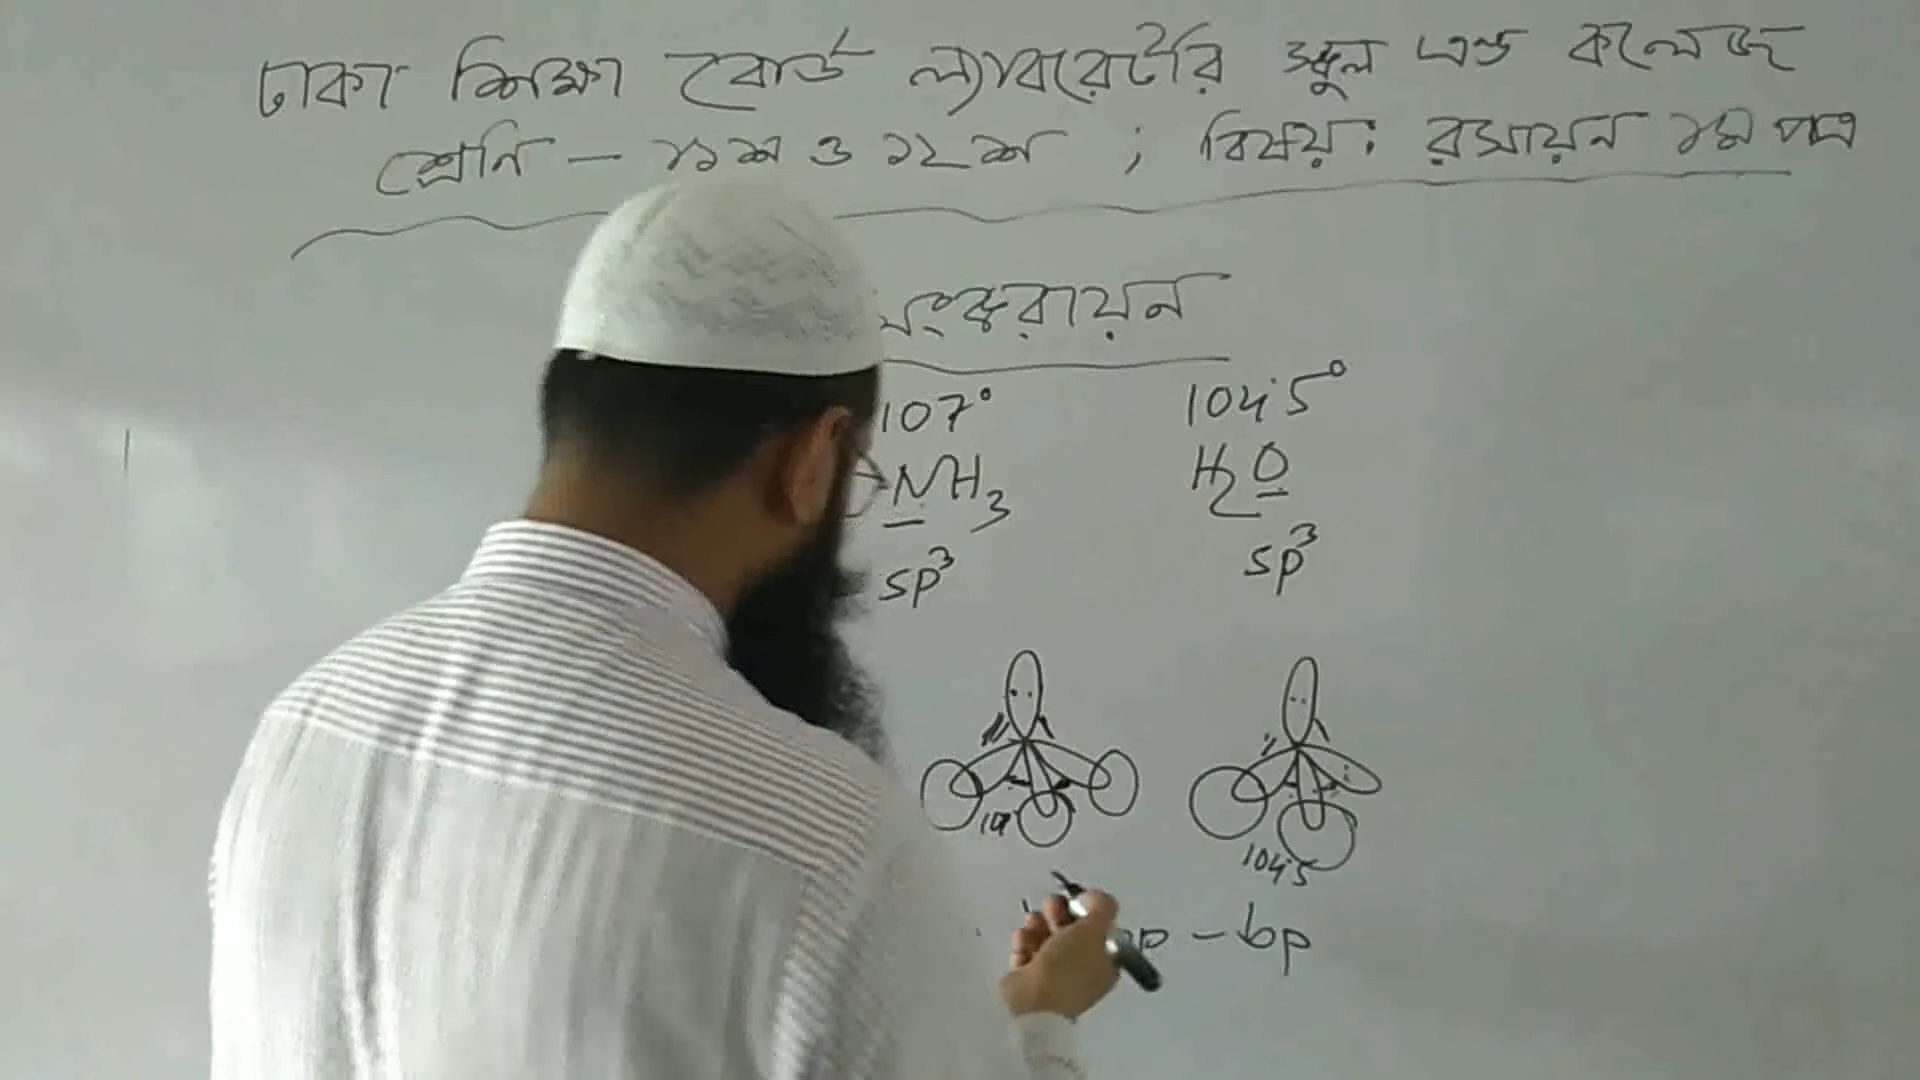 ঢাকা শিক্ষা বোর্ড ল্যাবরেটরি স্কুল এন্ড কলেজ
শ্রেনি – ১১শ ও ১২শ ; বিষয়: রসায়ন ১ম পত্র
সংকরায়ন
107° 104.5°
NH3 H2O
sp3 sp3
107 104.5
– bp